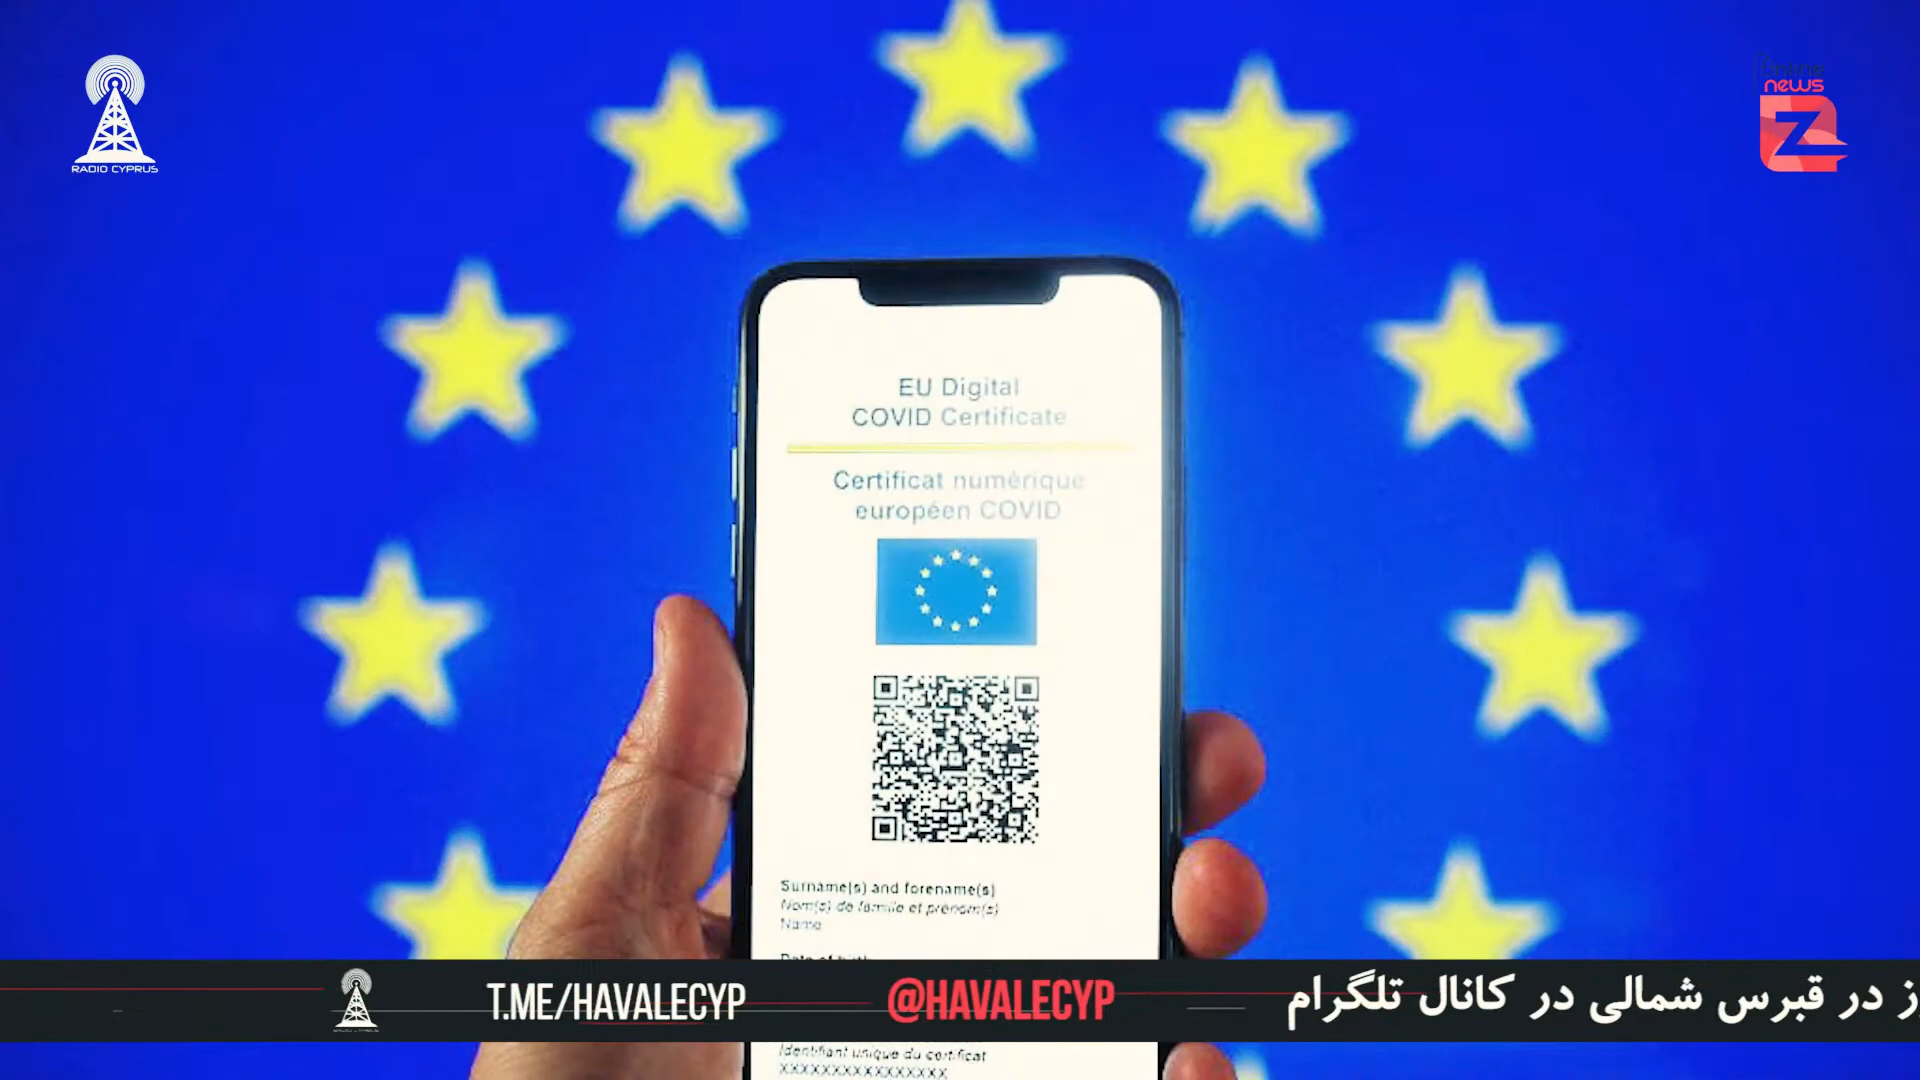 RADIO CYPRUS
Online
news
Z
EU Digital
COVID Certificate
Certificat numérique
européen COVID
Surname(s) and forename(s)
Nom(s) de famille et prénom(s)
Name
T.ME/HAVALECYP
@HAVALECYP
ز در قبرس شمالی در کانال تلگرام
Identifiant unique du certificat
XXXXXXXXXXXXXXXX